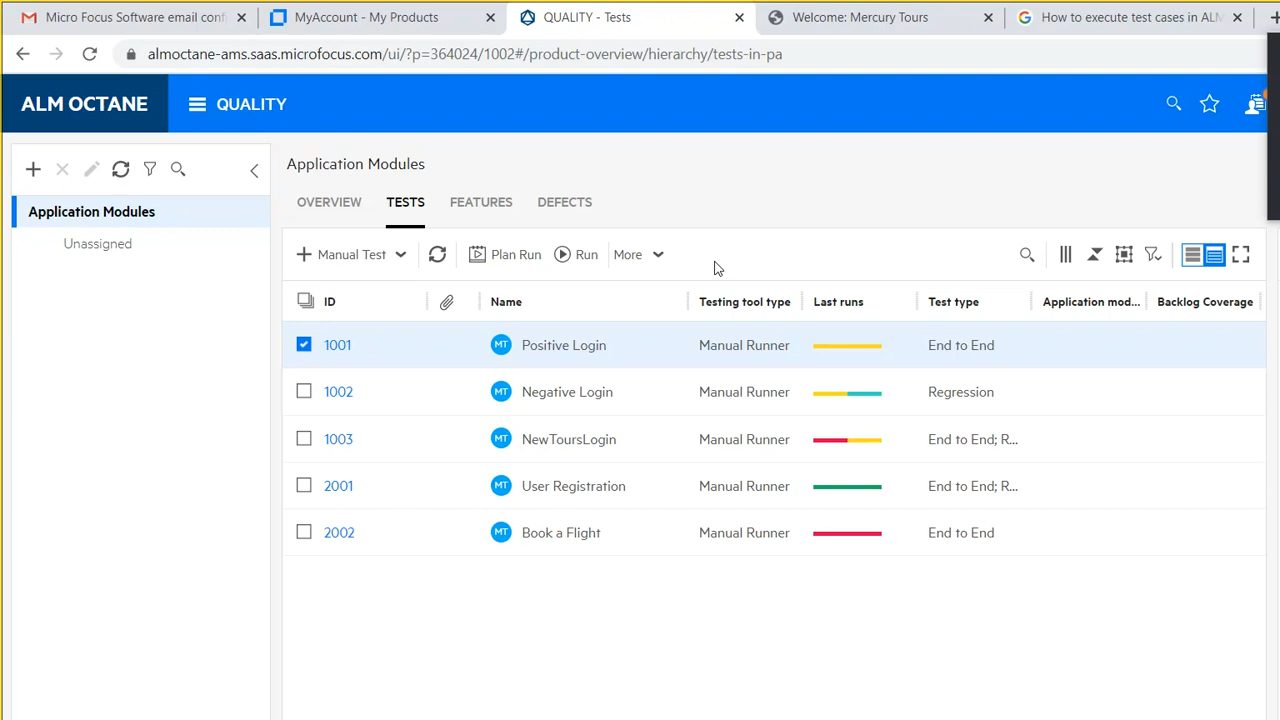 Micro Focus Software email conf
MyAccount - My Products
QUALITY - Tests
Welcome: Mercury Tours
How to execute test cases in ALM
almoctane-ams.saas.microfocus.com/ui/?p=364024/1002#/product-overview/hierarchy/tests-in-pa
ALM OCTANE
QUALITY
Application Modules
Unassigned
Application Modules
OVERVIEW TESTS FEATURES DEFECTS
Manual Test Plan Run Run More
ID Name Testing tool type Last runs Test type Application mod... Backlog Coverage
1001 MT Positive Login Manual Runner End to End
1002 MT Negative Login Manual Runner Regression
1003 MT NewToursLogin Manual Runner End to End; R...
2001 MT User Registration Manual Runner End to End; R...
2002 MT Book a Flight Manual Runner End to End